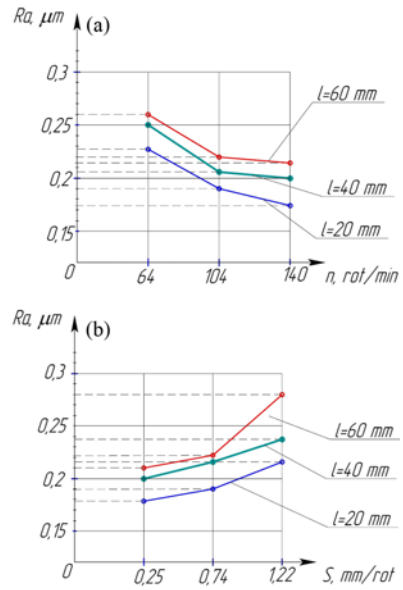 Ra, μm (a)
0,3
l=60 mm
0,25
0,2
l=40 mm
0,15
l=20 mm
0
64 104 140 n, rot/min
Ra, μm (b)
0,3
0,25
l=60 mm
l=40 mm
0,2
l=20 mm
0,15
0
0,25 0,74 1,22 S, mm/rot